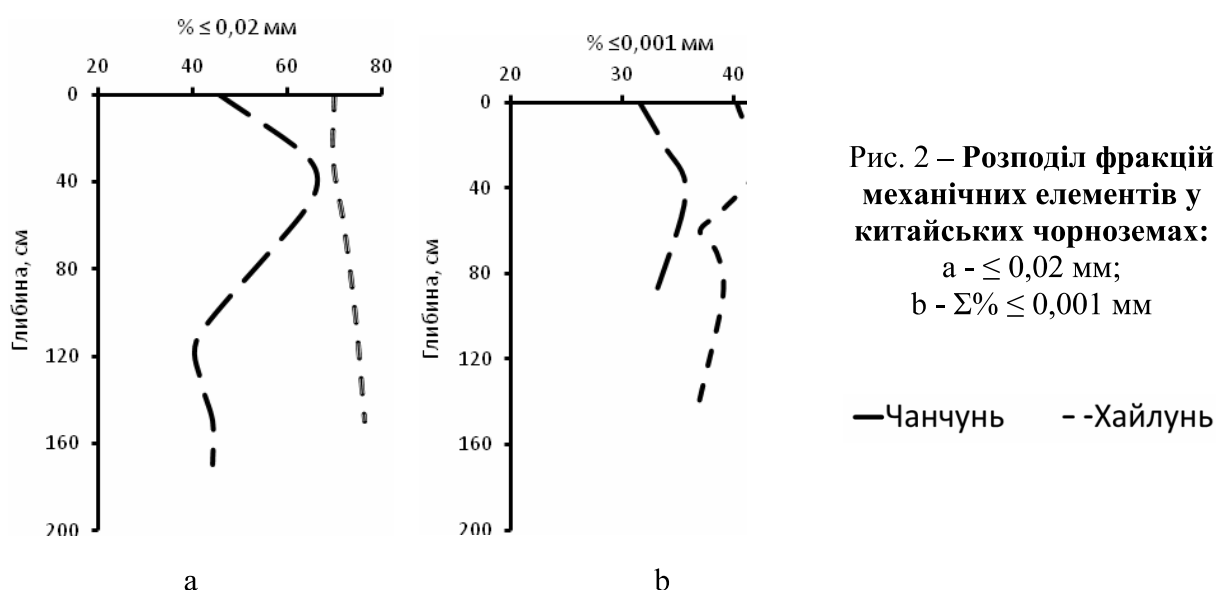 % ≤ 0,02 мм
20 40 60 80
0
40
80
120
160
200
Глибина, см
a
% ≤0,001 мм
20 30 40
0
40
80
120
160
200
Глибина, см
b
Рис. 2 – Розподіл фракцій
механічних елементів у
китайських чорноземах:
a - ≤ 0,02 мм;
b - Σ% ≤ 0,001 мм
Чанчунь
Хайлунь